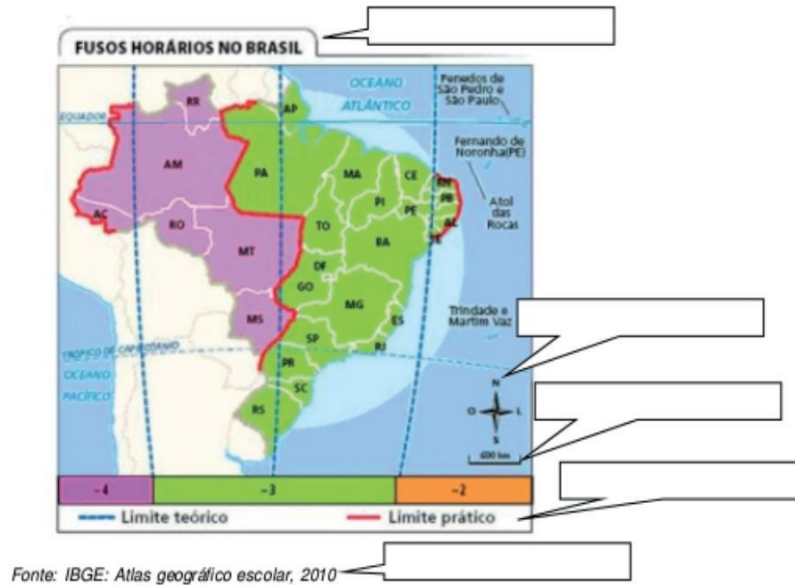 FUSOS HORÁRIOS NO BRASIL
OCEANO
ATLÂNTICO
Penedos de
São Pedro e
São Paulo
EQUADOR
RR
AP
Fernando de
Noronha(PE)
AM
PA
MA
CE
RN
PB
PI
PE
AL
SE
Atol
das
Rocas
AC
RO
TO
BA
MT
DF
GO
MG
ES
MS
SP
RJ
Trindade e
Martim Vaz
TRÓPICO DE CAPRICÓRNIO
OCEANO
PACÍFICO
PR
SC
RS
N
O
L
S
600 km
-4
-3
-2
Limite teórico
Limite prático
Fonte: IBGE: Atlas geográfico escolar, 2010